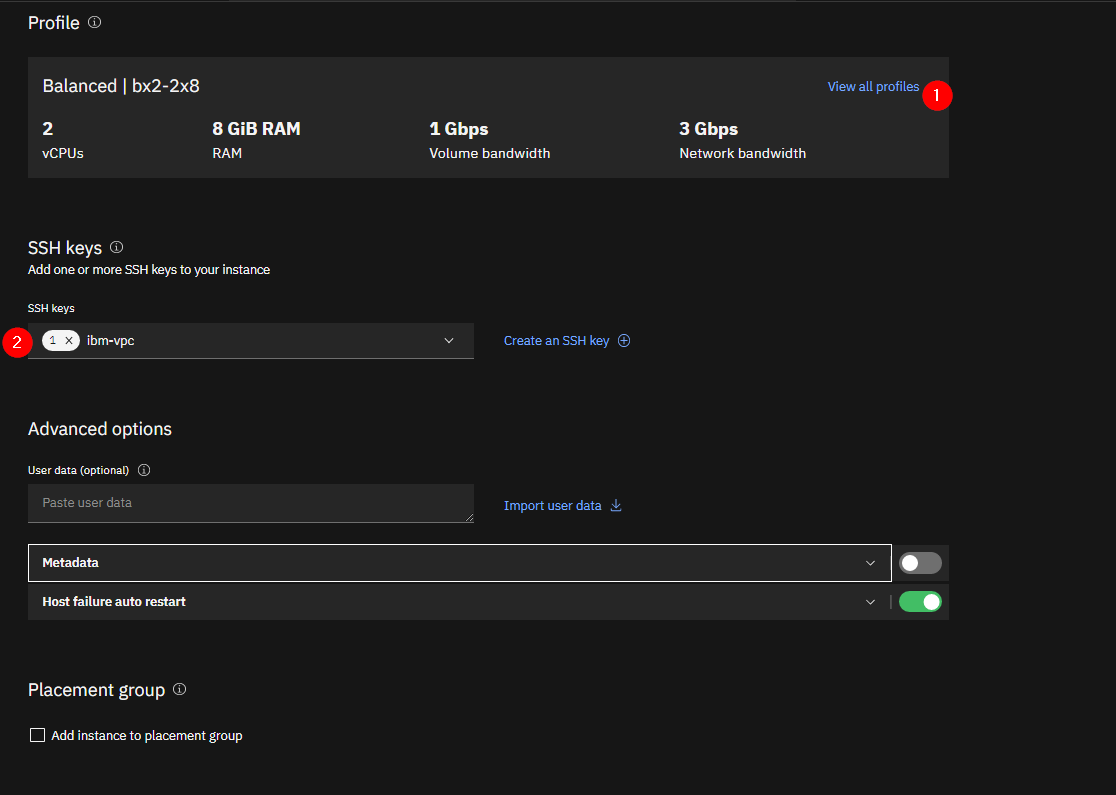 Profile
Balanced | bx2-2x8
View all profiles
1
2
8 GiB RAM
1 Gbps
3 Gbps
vCPUs
RAM
Volume bandwidth
Network bandwidth
SSH keys
Add one or more SSH keys to your instance
SSH keys
2
1 × ibm-vpc
Create an SSH key
Advanced options
User data (optional)
Paste user data
Import user data
Metadata
Host failure auto restart
Placement group
Add instance to placement group